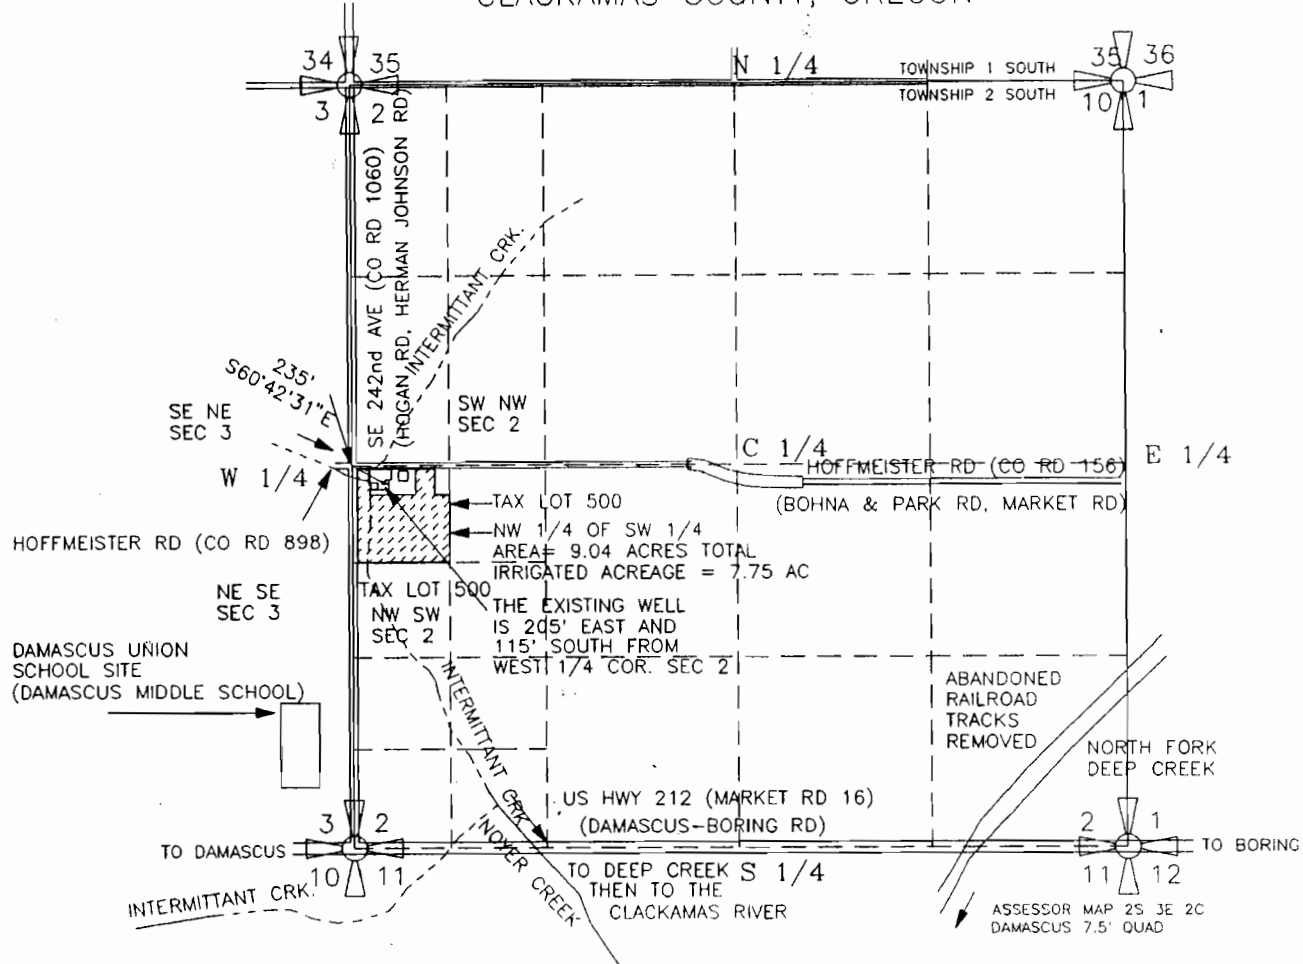 CLACKAMAS COUNTY, OREGON
34 35
3 2
N 1/4
TOWNSHIP 1 SOUTH
TOWNSHIP 2 SOUTH
35 36
10 1
SE 242nd AVE (CO RD 1060)
(HOGAN RD, HERMAN JOHNSON RD)
INTERMITTANT CRK.
235'
S60°42'31"E
SE NE
SEC 3
SW NW
SEC 2
W 1/4
C 1/4
E 1/4
HOFFMEISTER RD (CO RD 156)
(BOHNA & PARK RD, MARKET RD)
HOFFMEISTER RD (CO RD 898)
TAX LOT 500
NW 1/4 OF SW 1/4
AREA= 9.04 ACRES TOTAL
IRRIGATED ACREAGE = 7.75 AC
NE SE
SEC 3
TAX LOT 500
NW SW
SEC 2
THE EXISTING WELL
IS 205' EAST AND
115' SOUTH FROM
WEST 1/4 COR. SEC 2
DAMASCUS UNION
SCHOOL SITE
(DAMASCUS MIDDLE SCHOOL)
INTERMITTANT CRK
ABANDONED
RAILROAD
TRACKS
REMOVED
NORTH FORK
DEEP CREEK
US HWY 212 (MARKET RD 16)
(DAMASCUS-BORING RD)
3 2
10 11
TO DAMASCUS
2 1
11 12
TO BORING
NOYER CREEK
TO DEEP CREEK
THEN TO THE
CLACKAMAS RIVER
S 1/4
INTERMITTANT CRK.
ASSESSOR MAP 2S 3E 2C
DAMASCUS 7.5' QUAD